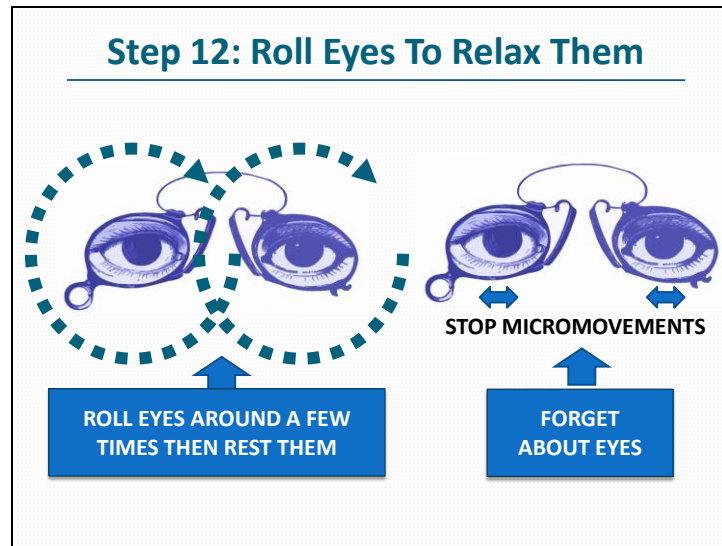 Step 12: Roll Eyes To Relax Them
STOP MICROMOVEMENTS
ROLL EYES AROUND A FEW
TIMES THEN REST THEM
FORGET
ABOUT EYES